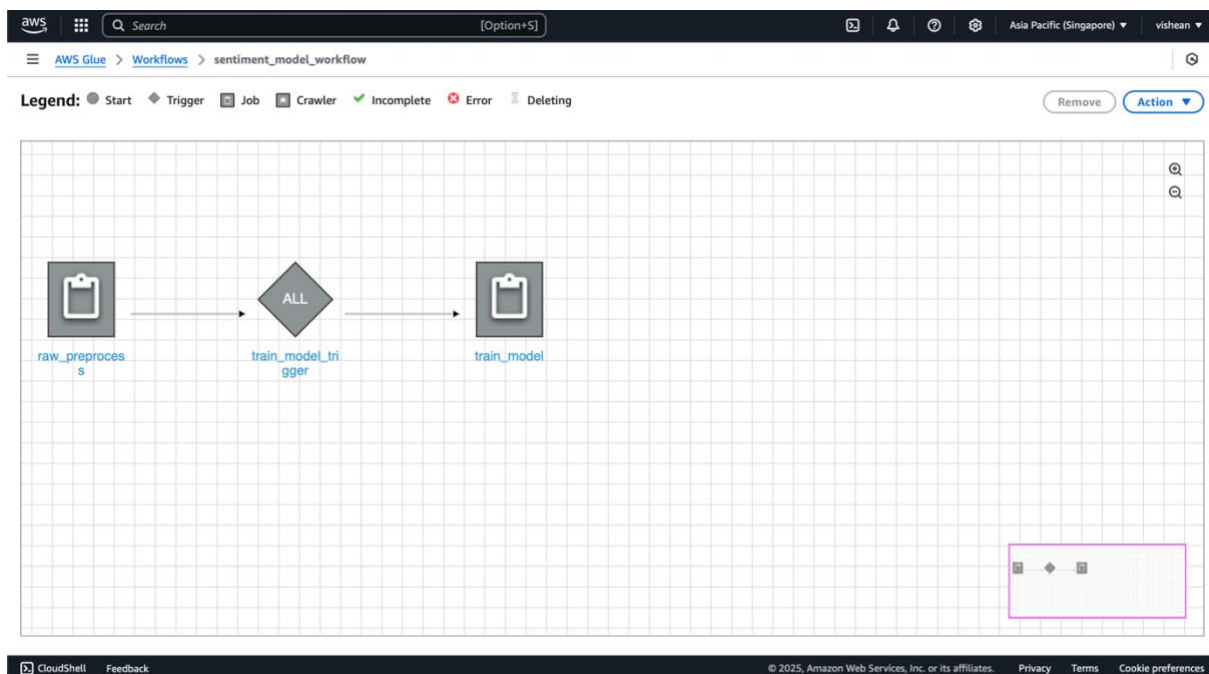 aws Search [Option+S] Asia Pacific (Singapore) ▼ vishean ▼
AWS Glue > Workflows > sentiment_model_workflow
Legend: Start Trigger Job Crawler Incomplete Error Deleting Remove Action ▼
ALL
raw_preproces
s
train_model_tri
gger
train_model
CloudShell Feedback © 2025, Amazon Web Services, Inc. or its affiliates. Privacy Terms Cookie preferences